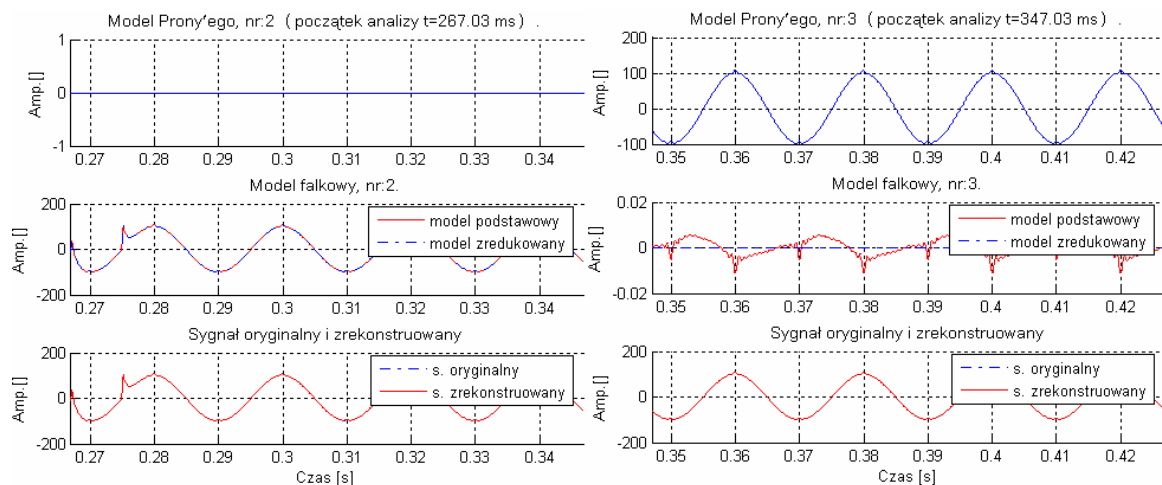 Model Prony'ego, nr:2 ( początek analizy t=267.03 ms) .
1
0
-1
Amp.[]
0.27 0.28 0.29 0.3 0.31 0.32 0.33 0.34
Model falkowy, nr:2.
200
0
-200
Amp.[]
model podstawowy
model zredukowany
0.27 0.28 0.29 0.3 0.31 0.32 0.33 0.34
Sygnał oryginalny i zrekonstruowany
200
0
-200
Amp.[]
s. oryginalny
s. zrekonstruowany
0.27 0.28 0.29 0.3 0.31 0.32 0.33 0.34
Czas [s]
Model Prony'ego, nr:3 ( początek analizy t=347.03 ms) .
200
100
0
-100
Amp.[]
0.35 0.36 0.37 0.38 0.39 0.4 0.41 0.42
Model falkowy, nr:3.
0.02
0
-0.02
Amp.[]
model podstawowy
model zredukowany
0.35 0.36 0.37 0.38 0.39 0.4 0.41 0.42
Sygnał oryginalny i zrekonstruowany
200
0
-200
Amp.[]
s. oryginalny
s. zrekonstruowany
0.35 0.36 0.37 0.38 0.39 0.4 0.41 0.42
Czas [s]